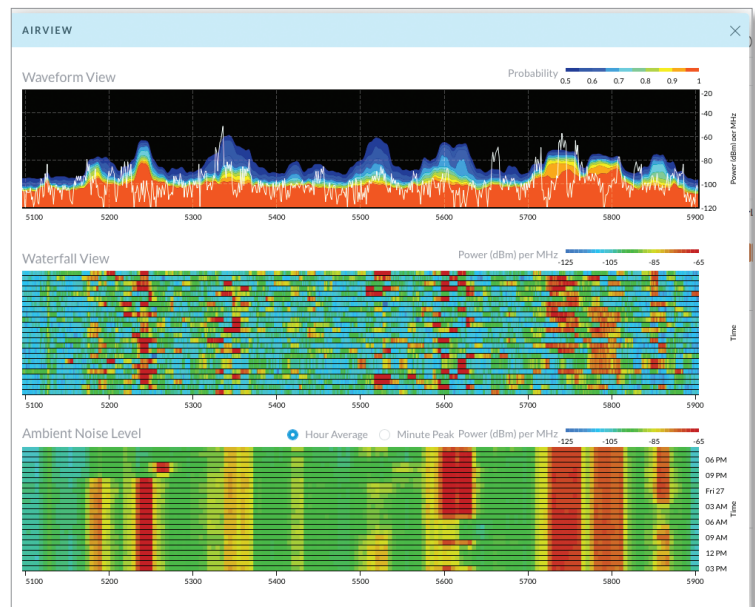 AIRVIEW
Waveform View
Probability
0.5 0.6 0.7 0.8 0.9 1
-20
-40
-60
-80
-100
-120
Power (dBm) per MHz
5100 5200 5300 5400 5500 5600 5700 5800 5900
Waterfall View
Power (dBm) per MHz
-125 -105 -85 -65
Time
5100 5200 5300 5400 5500 5600 5700 5800 5900
Ambient Noise Level
Hour Average Minute Peak Power (dBm) per MHz
-125 -105 -85 -65
06 PM
09 PM
Fri 27
03 AM
06 AM
09 AM
12 PM
03 PM
Time
5100 5200 5300 5400 5500 5600 5700 5800 5900